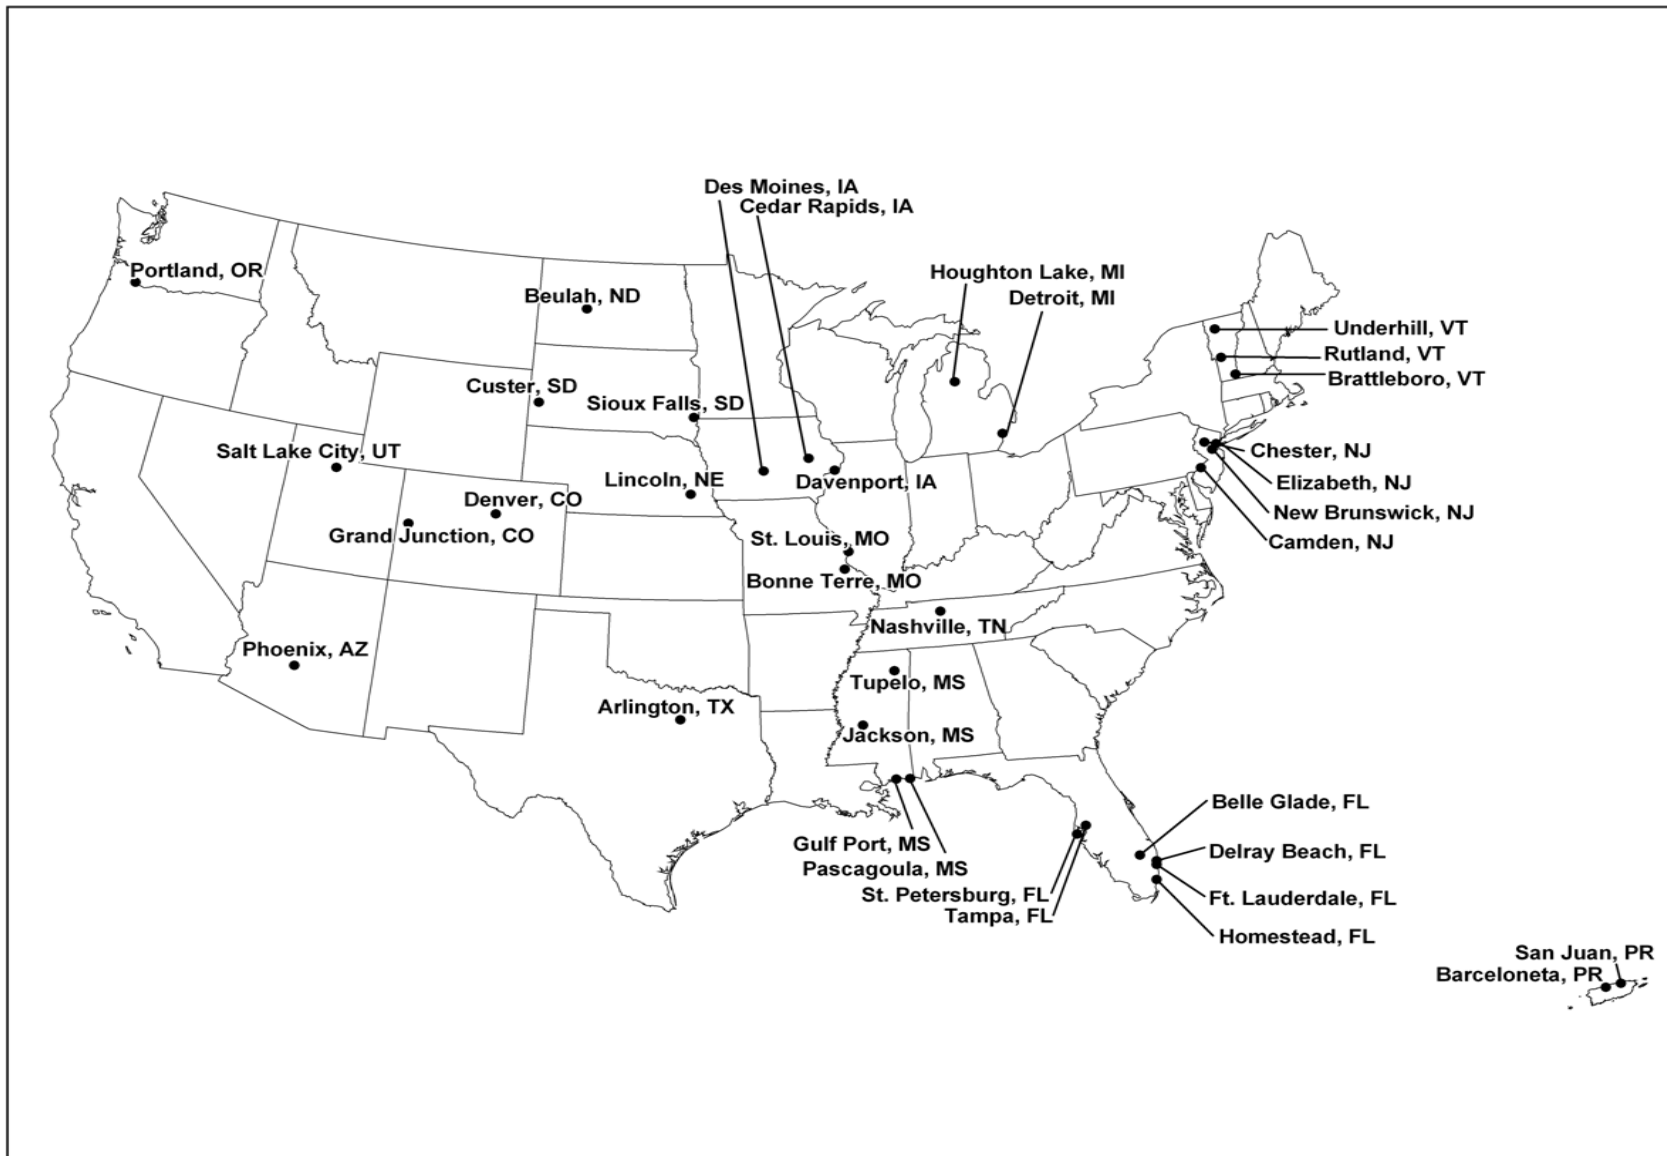 Des Moines, IA
Cedar Rapids, IA
Portland, OR
Houghton Lake, MI
Detroit, MI
Beulah, ND
Underhill, VT
Rutland, VT
Brattleboro, VT
Custer, SD
Sioux Falls, SD
Salt Lake City, UT
Chester, NJ
Lincoln, NE
Davenport, IA
Elizabeth, NJ
Denver, CO
New Brunswick, NJ
Grand Junction, CO
St. Louis, MO
Camden, NJ
Bonne Terre, MO
Nashville, TN
Phoenix, AZ
Tupelo, MS
Arlington, TX
Jackson, MS
Belle Glade, FL
Gulf Port, MS
Delray Beach, FL
Pascagoula, MS
St. Petersburg, FL
Ft. Lauderdale, FL
Tampa, FL
Homestead, FL
San Juan, PR
Barceloneta, PR